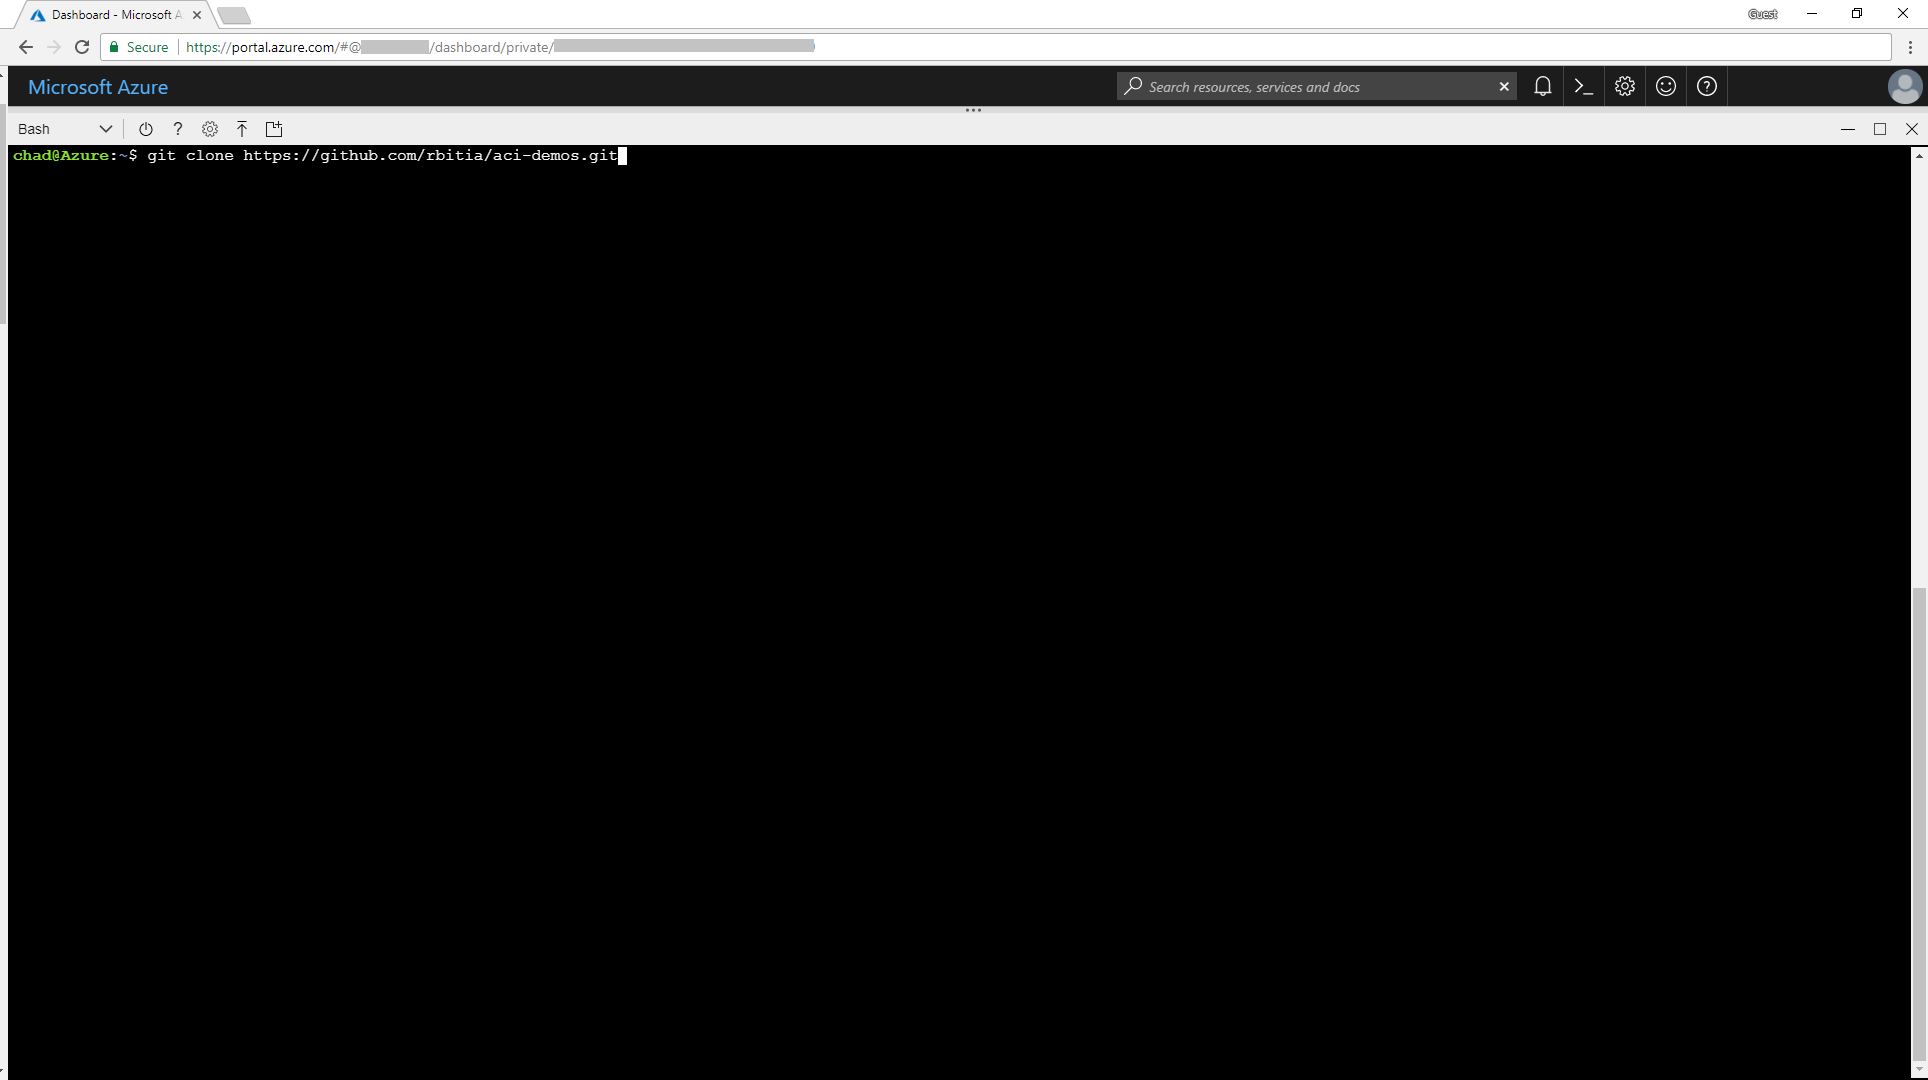 Dashboard - Microsoft A
Guest
Secure
https://portal.azure.com/#@ /dashboard/private/
Microsoft Azure
Search resources, services and docs
Bash
chad@Azure:~$ git clone https://github.com/rbitia/aci-demos.git